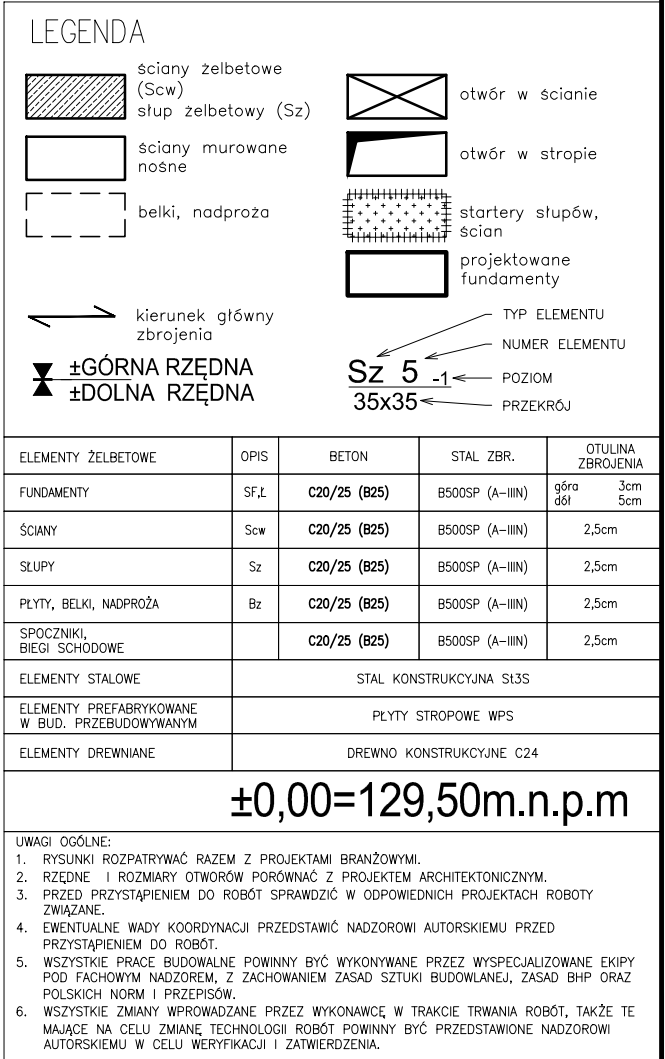 LEGENDA
ściany żelbetowe
(Scw)
słup żelbetowy (Sz)
otwór w ścianie
ściany murowane
nośne
otwór w stropie
belki, nadproża
startery słupów,
ścian
projektowane
fundamenty
kierunek główny
zbrojenia
TYP ELEMENTU
NUMER ELEMENTU
±GÓRNA RZĘDNA
±DOLNA RZĘDNA
Sz 5 -1
POZIOM
35x35
PRZEKRÓJ
ELEMENTY ŻELBETOWE OPIS BETON STAL ZBR. OTULINA
ZBROJENIA
FUNDAMENTY SF,Ł C20/25 (B25) B500SP (A-IIIN) góra 3cm
dół 5cm
ŚCIANY Scw C20/25 (B25) B500SP (A-IIIN) 2,5cm
SŁUPY Sz C20/25 (B25) B500SP (A-IIIN) 2,5cm
PŁYTY, BELKI, NADPROŻA Bz C20/25 (B25) B500SP (A-IIIN) 2,5cm
SPOCZNIKI,
BIEGI SCHODOWE C20/25 (B25) B500SP (A-IIIN) 2,5cm
ELEMENTY STALOWE STAL KONSTRUKCYJNA St3S
ELEMENTY PREFABRYKOWANE
W BUD. PRZEBUDOWYWANYM PŁYTY STROPOWE WPS
ELEMENTY DREWNIANE DREWNO KONSTRUKCYJNE C24
±0,00=129,50m.n.p.m
UWAGI OGÓLNE:
1. RYSUNKI ROZPATRYWAĆ RAZEM Z PROJEKTAMI BRANŻOWYMI.
2. RZĘDNE I ROZMIARY OTWORÓW PORÓWNAĆ Z PROJEKTEM ARCHITEKTONICZNYM.
3. PRZED PRZYSTĄPIENIEM DO ROBÓT SPRAWDZIĆ W ODPOWIEDNICH PROJEKTACH ROBOTY
ZWIĄZANE.
4. EWENTUALNE WADY KOORDYNACJI PRZEDSTAWIĆ NADZOROWI AUTORSKIEMU PRZED
PRZYSTĄPIENIEM DO ROBÓT.
5. WSZYSTKIE PRACE BUDOWALNE POWINNY BYĆ WYKONYWANE PRZEZ WYSPECJALIZOWANE EKIPY
POD FACHOWYM NADZOREM, Z ZACHOWANIEM ZASAD SZTUKI BUDOWLANEJ, ZASAD BHP ORAZ
POLSKICH NORM I PRZEPISÓW.
6. WSZYSTKIE ZMIANY WPROWADZANE PRZEZ WYKONAWCĘ W TRAKCIE TRWANIA ROBÓT, TAKŻE TE
MAJĄCE NA CELU ZMIANĘ TECHNOLOGII ROBÓT POWINNY BYĆ PRZEDSTAWIONE NADZOROWI
AUTORSKIEMU W CELU WERYFIKACJI I ZATWIERDZENIA.